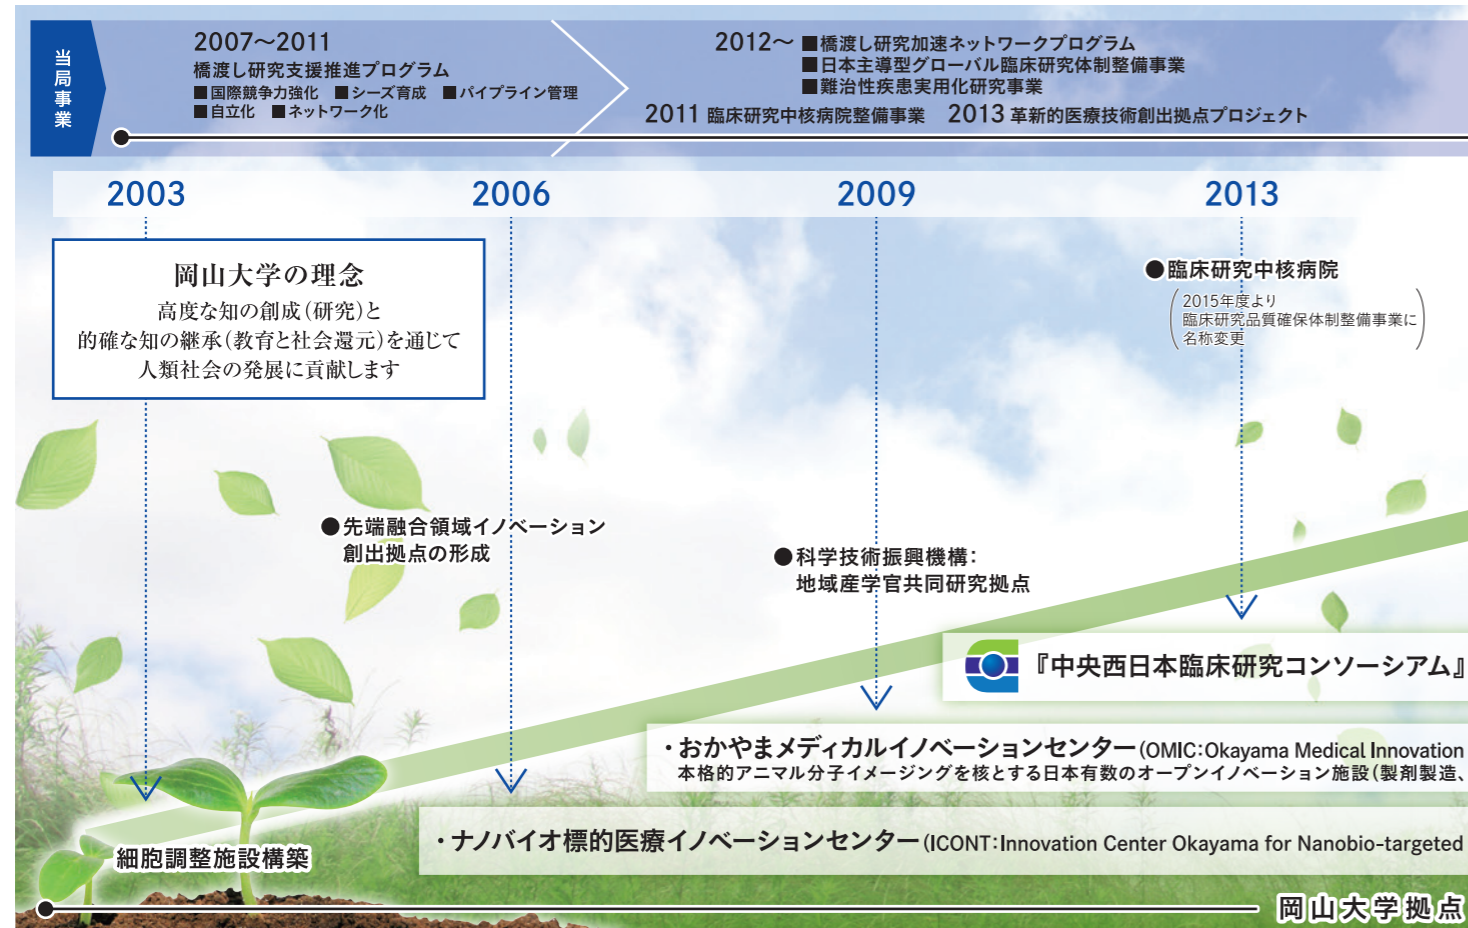 当局事業
2007〜2011
橋渡し研究支援推進プログラム
■国際競争力強化 ■シーズ育成 ■パイプライン管理
■自立化 ■ネットワーク化
2012〜 ■橋渡し研究加速ネットワークプログラム
■日本主導型グローバル臨床研究体制整備事業
■難治性疾患実用化研究事業
2011 臨床研究中核病院整備事業 2013 革新的医療技術創出拠点プロジェクト
2003 2006 2009 2013
岡山大学の理念
高度な知の創成（研究）と
的確な知の継承（教育と社会還元）を通じて
人類社会の発展に貢献します
●臨床研究中核病院
（2015年度より
臨床研究品質確保体制整備事業に
名称変更）
●先端融合領域イノベーション
創出拠点の形成
●科学技術振興機構：
地域産学官共同研究拠点
『中央西日本臨床研究コンソーシアム』
・おかやまメディカルイノベーションセンター（OMIC：Okayama Medical Innovation
本格的アニマル分子イメージングを核とする日本有数のオープンイノベーション施設（製剤製造、
・ナノバイオ標的医療イノベーションセンター（ICONT：Innovation Center Okayama for Nanobio-targeted
細胞調整施設構築
岡山大学拠点